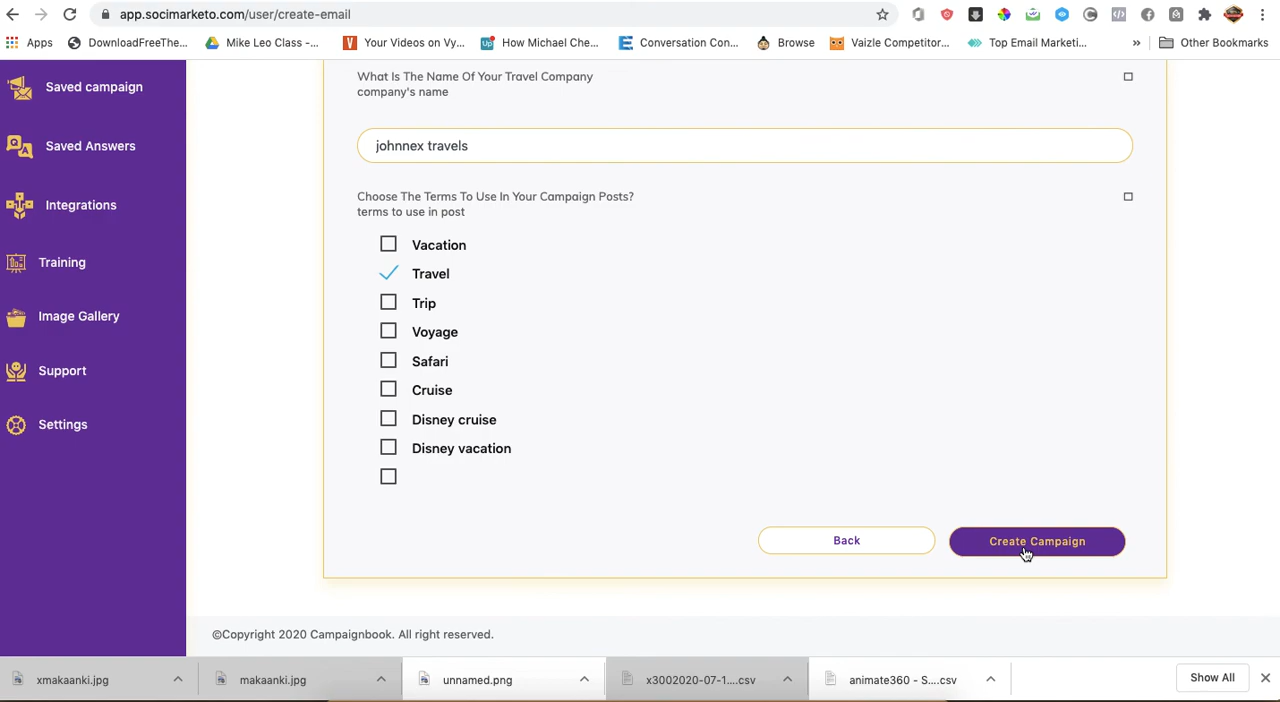 app.socimarketo.com/user/create-email
Apps
DownloadFreeThe...
Mike Leo Class -...
Your Videos on Vy...
How Michael Che...
Conversation Con...
Browse
Vaizle Competitor...
Top Email Marketi...
»
Other Bookmarks
Saved campaign
Saved Answers
Integrations
Training
Image Gallery
Support
Settings
What Is The Name Of Your Travel Company
company's name
johnnex travels
Choose The Terms To Use In Your Campaign Posts?
terms to use in post
Vacation
Travel
Trip
Voyage
Safari
Cruise
Disney cruise
Disney vacation
Back
Create Campaign
©Copyright 2020 Campaignbook. All right reserved.
xmakaanki.jpg
makaanki.jpg
unnamed.png
x3002020-07-1....csv
animate360 - S....csv
Show All